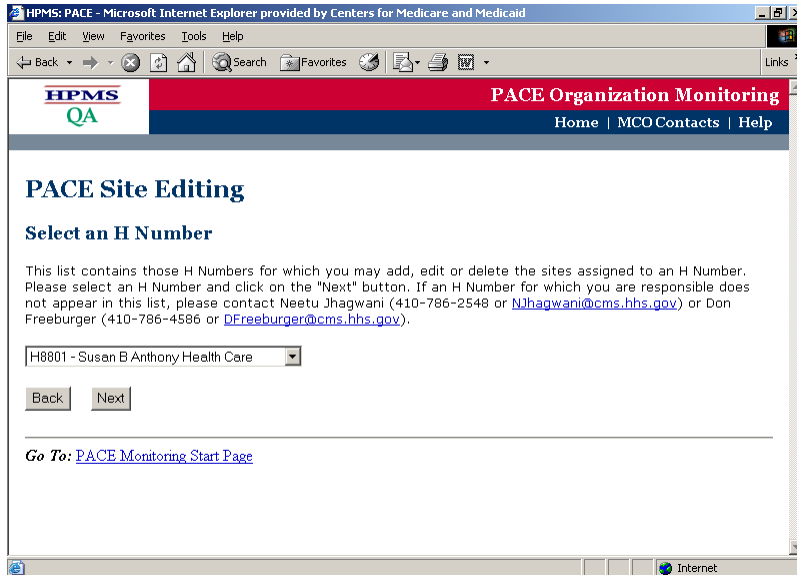 HPMS: PACE - Microsoft Internet Explorer provided by Centers for Medicare and Medicaid
File Edit View Favorites Tools Help
Back Search Favorites Links
HPMS
QA
PACE Organization Monitoring
Home | MCO Contacts | Help
PACE Site Editing
Select an H Number
This list contains those H Numbers for which you may add, edit or delete the sites assigned to an H Number.
Please select an H Number and click on the "Next" button. If an H Number for which you are responsible does
not appear in this list, please contact Neetu Jhagwani (410-786-2548 or NJhagwani@cms.hhs.gov) or Don
Freeburger (410-786-4586 or DFreeburger@cms.hhs.gov).
H8801 - Susan B Anthony Health Care
Back Next
Go To: PACE Monitoring Start Page
Internet